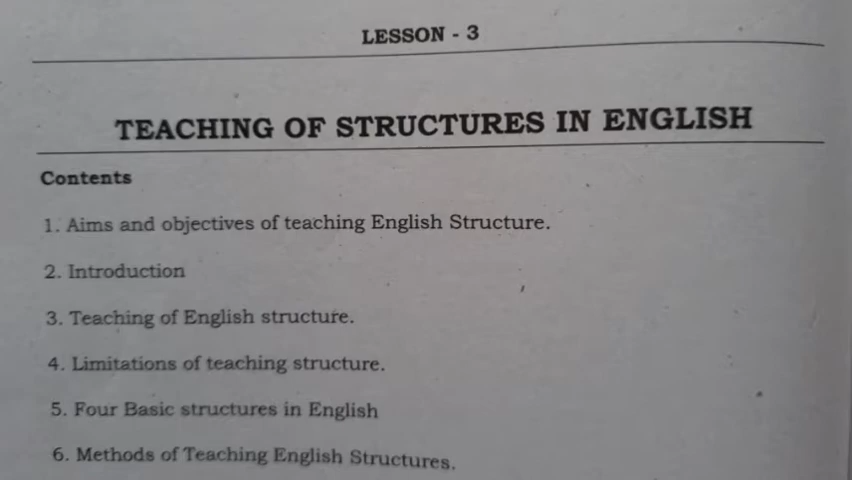 LESSON - 3
TEACHING OF STRUCTURES IN ENGLISH
Contents
1. Aims and objectives of teaching English Structure.
2. Introduction
3. Teaching of English structure.
4. Limitations of teaching structure.
5. Four Basic structures in English
6. Methods of Teaching English Structures.